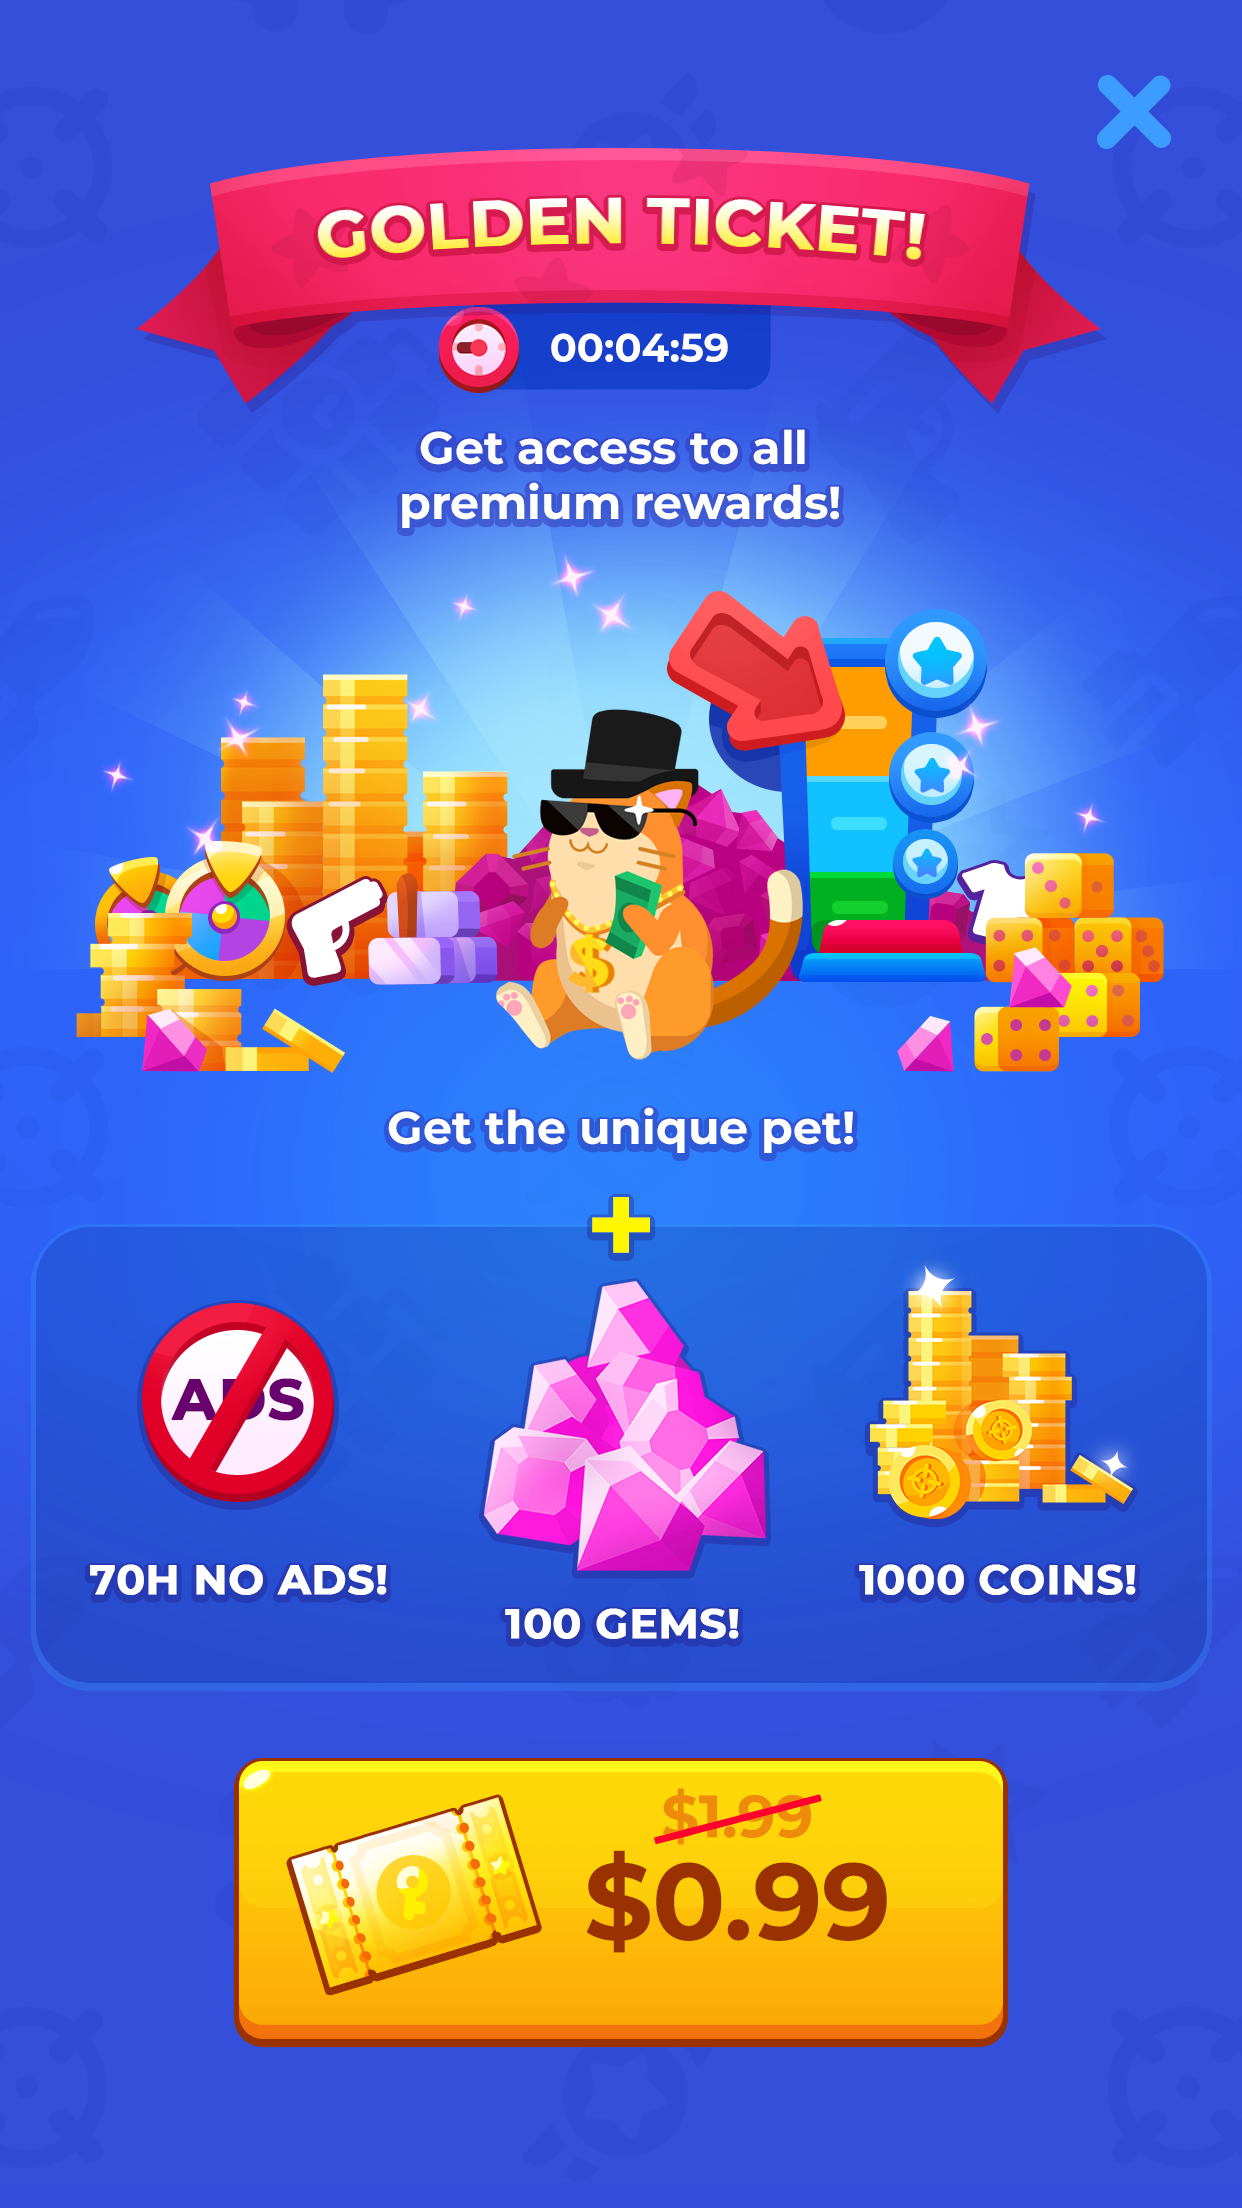 GOLDEN TICKET!
00:04:59
Get access to all
premium rewards!
Get the unique pet!
ADS
70H NO ADS!
100 GEMS!
1000 COINS!
$1.99
$0.99